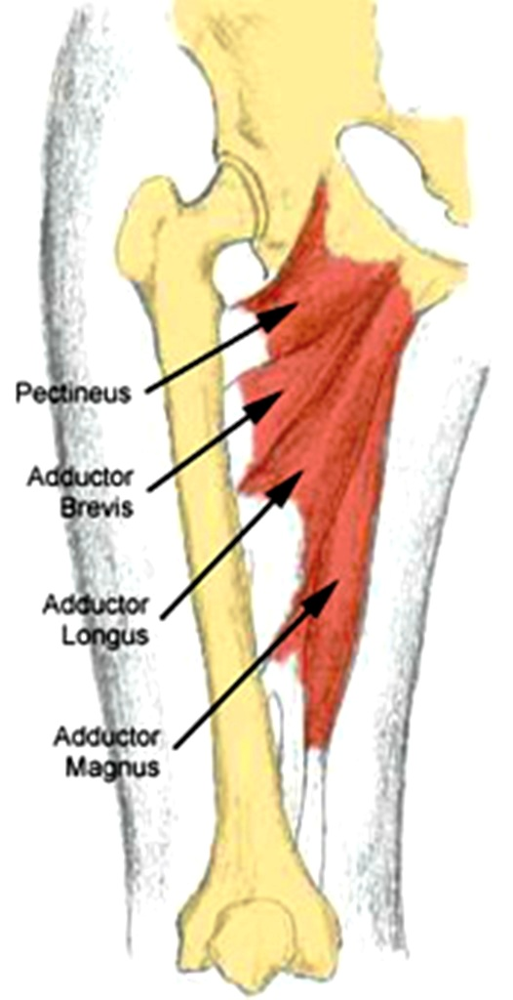 Pectineus
Adductor
Brevis
Adductor
Longus
Adductor
Magnus